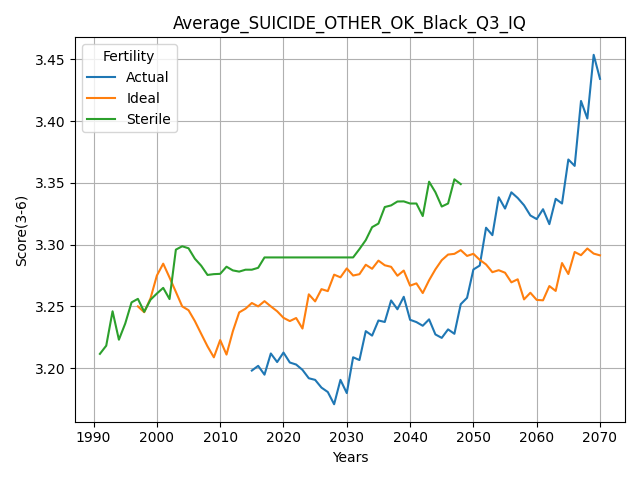 Average_SUICIDE_OTHER_OK_Black_Q3_IQ
Fertility
Actual
Ideal
Sterile
Score(3-6)
3.45
3.40
3.35
3.30
3.25
3.20
1990 2000 2010 2020 2030 2040 2050 2060 2070
Years